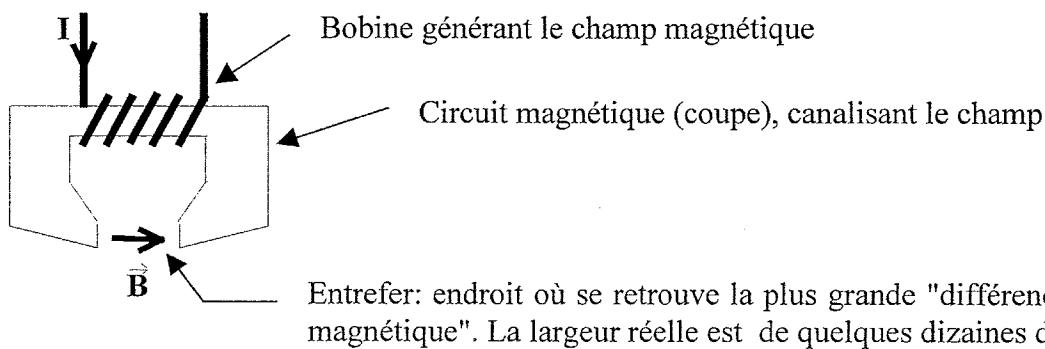 I
Bobine générant le champ magnétique
Circuit magnétique (coupe), canalisant le champ
B
Entrefer: endroit où se retrouve la plus grande "différen
magnétique". La largeur réelle est de quelques dizaines d